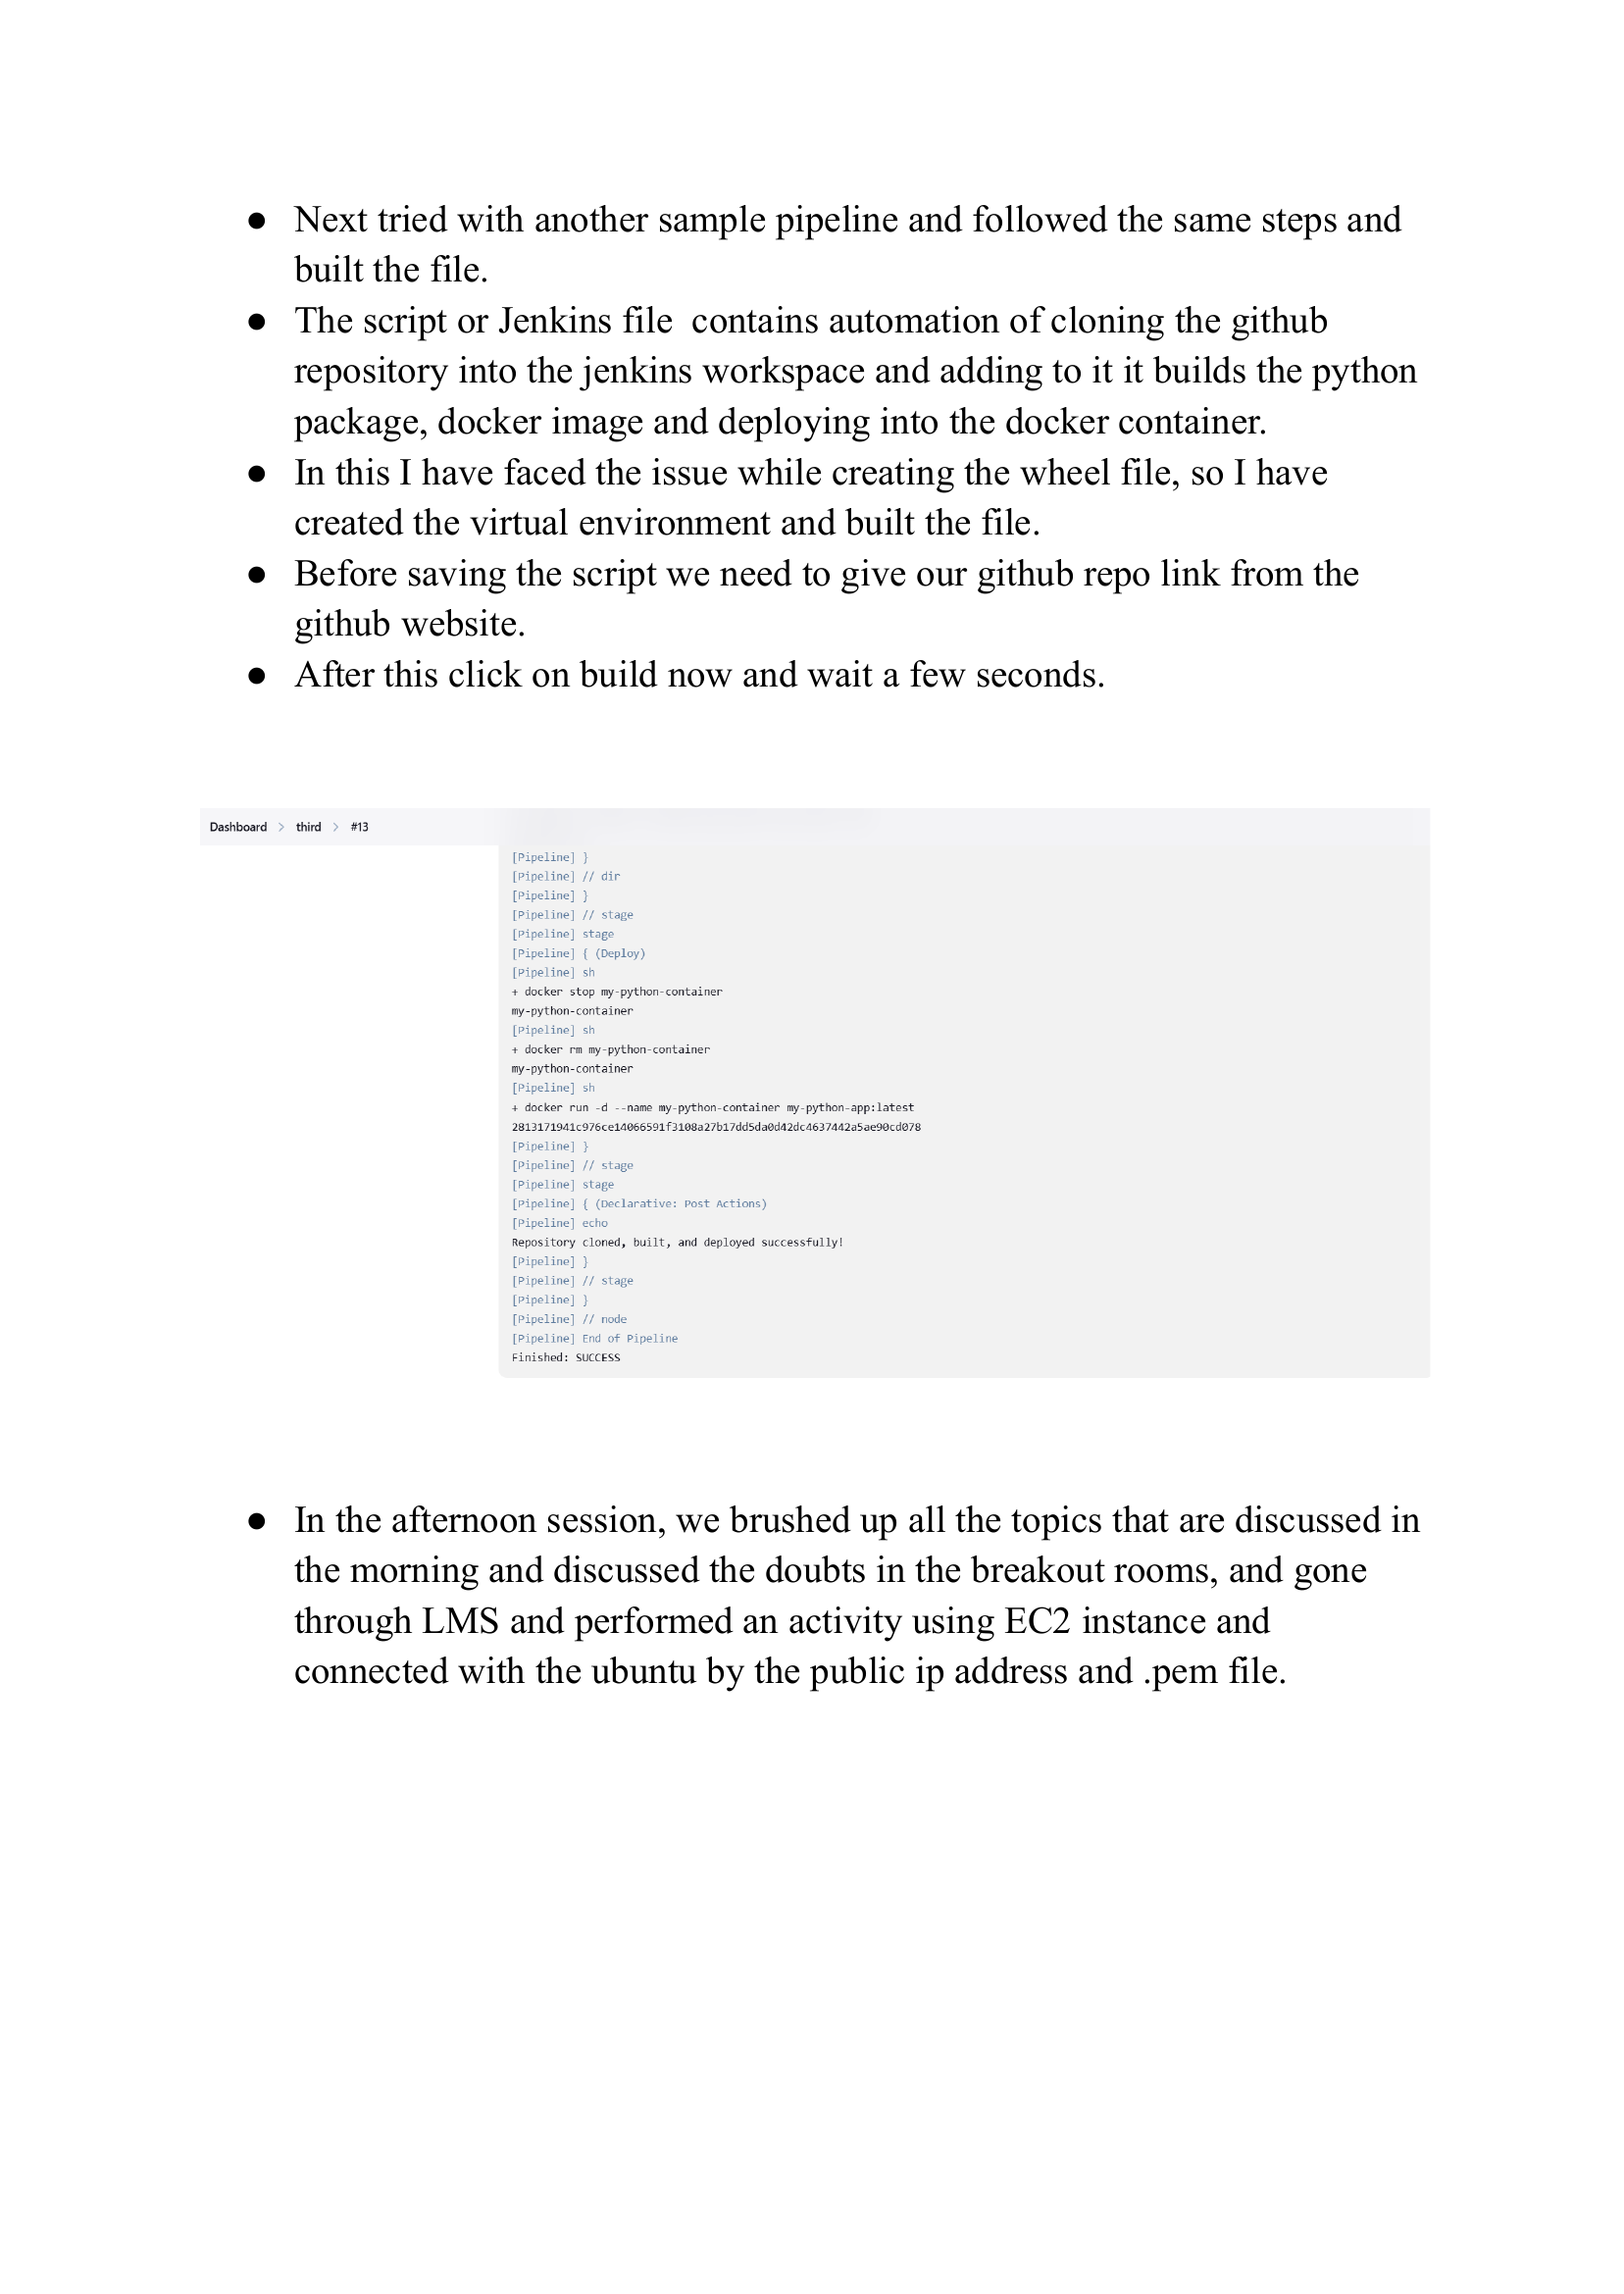 ● Next tried with another sample pipeline and followed the same steps and
built the file.
● The script or Jenkins file  contains automation of cloning the github
repository into the jenkins workspace and adding to it it builds the python
package, docker image and deploying into the docker container.
● In this I have faced the issue while creating the wheel file, so I have
created the virtual environment and built the file.
● Before saving the script we need to give our github repo link from the
github website.
● After this click on build now and wait a few seconds.
Dashboard > third > #13
[Pipeline] }
[Pipeline] // dir
[Pipeline] }
[Pipeline] // stage
[Pipeline] stage
[Pipeline] { (Deploy)
[Pipeline] sh
+ docker stop my-python-container
my-python-container
[Pipeline] sh
+ docker rm my-python-container
my-python-container
[Pipeline] sh
+ docker run -d --name my-python-container my-python-app:latest
2813171941c976ce14066591f3108a27b17dd5da0d42dc4637442a5ae90cd078
[Pipeline] }
[Pipeline] // stage
[Pipeline] stage
[Pipeline] { (Declarative: Post Actions)
[Pipeline] echo
Repository cloned, built, and deployed successfully!
[Pipeline] }
[Pipeline] // stage
[Pipeline] }
[Pipeline] // node
[Pipeline] End of Pipeline
Finished: SUCCESS
● In the afternoon session, we brushed up all the topics that are discussed in
the morning and discussed the doubts in the breakout rooms, and gone
through LMS and performed an activity using EC2 instance and
connected with the ubuntu by the public ip address and .pem file.